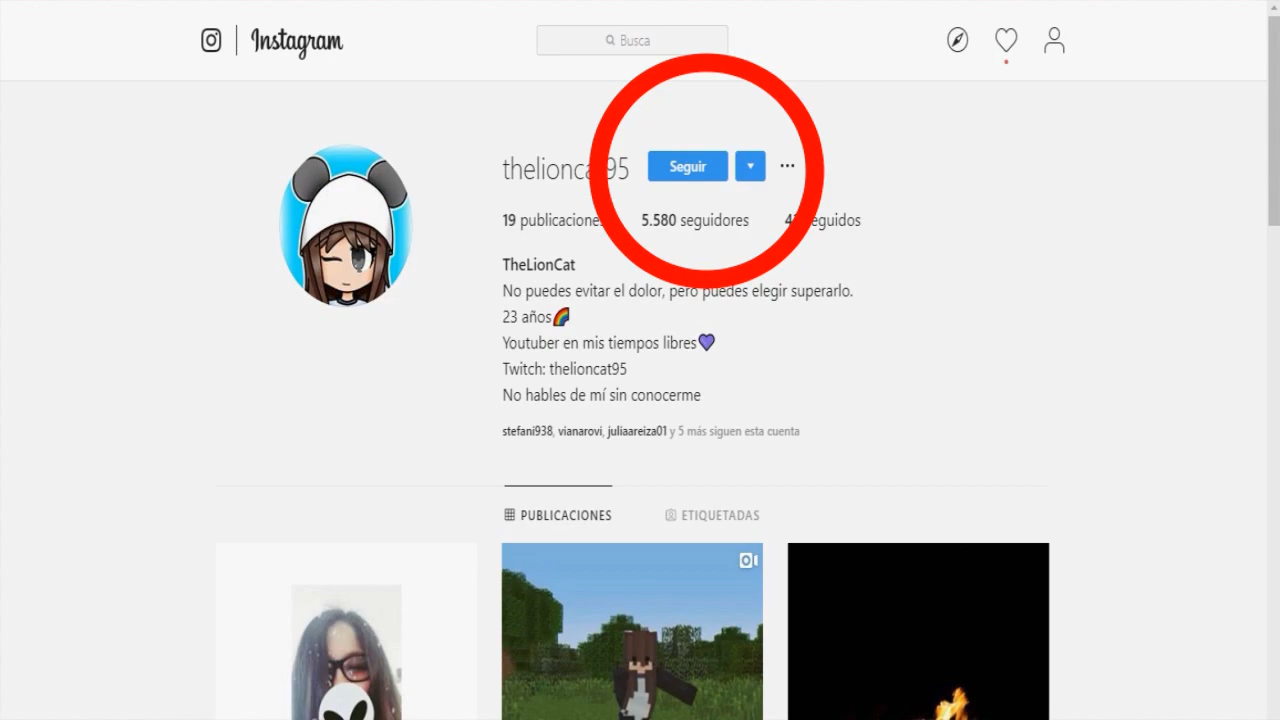 Instagram
Busca
thelioncat95 Seguir ...
19 publicaciones 5.580 seguidores seguidos
TheLionCat
No puedes evitar el dolor, pero puedes elegir superarlo.
23 años🌈
Youtuber en mis tiempos libres💜
Twitch: thelioncat95
No hables de mí sin conocerme
stefani938, vianarovi, juliaareiza01 y 5 más siguen esta cuenta
PUBLICACIONES ETIQUETADAS